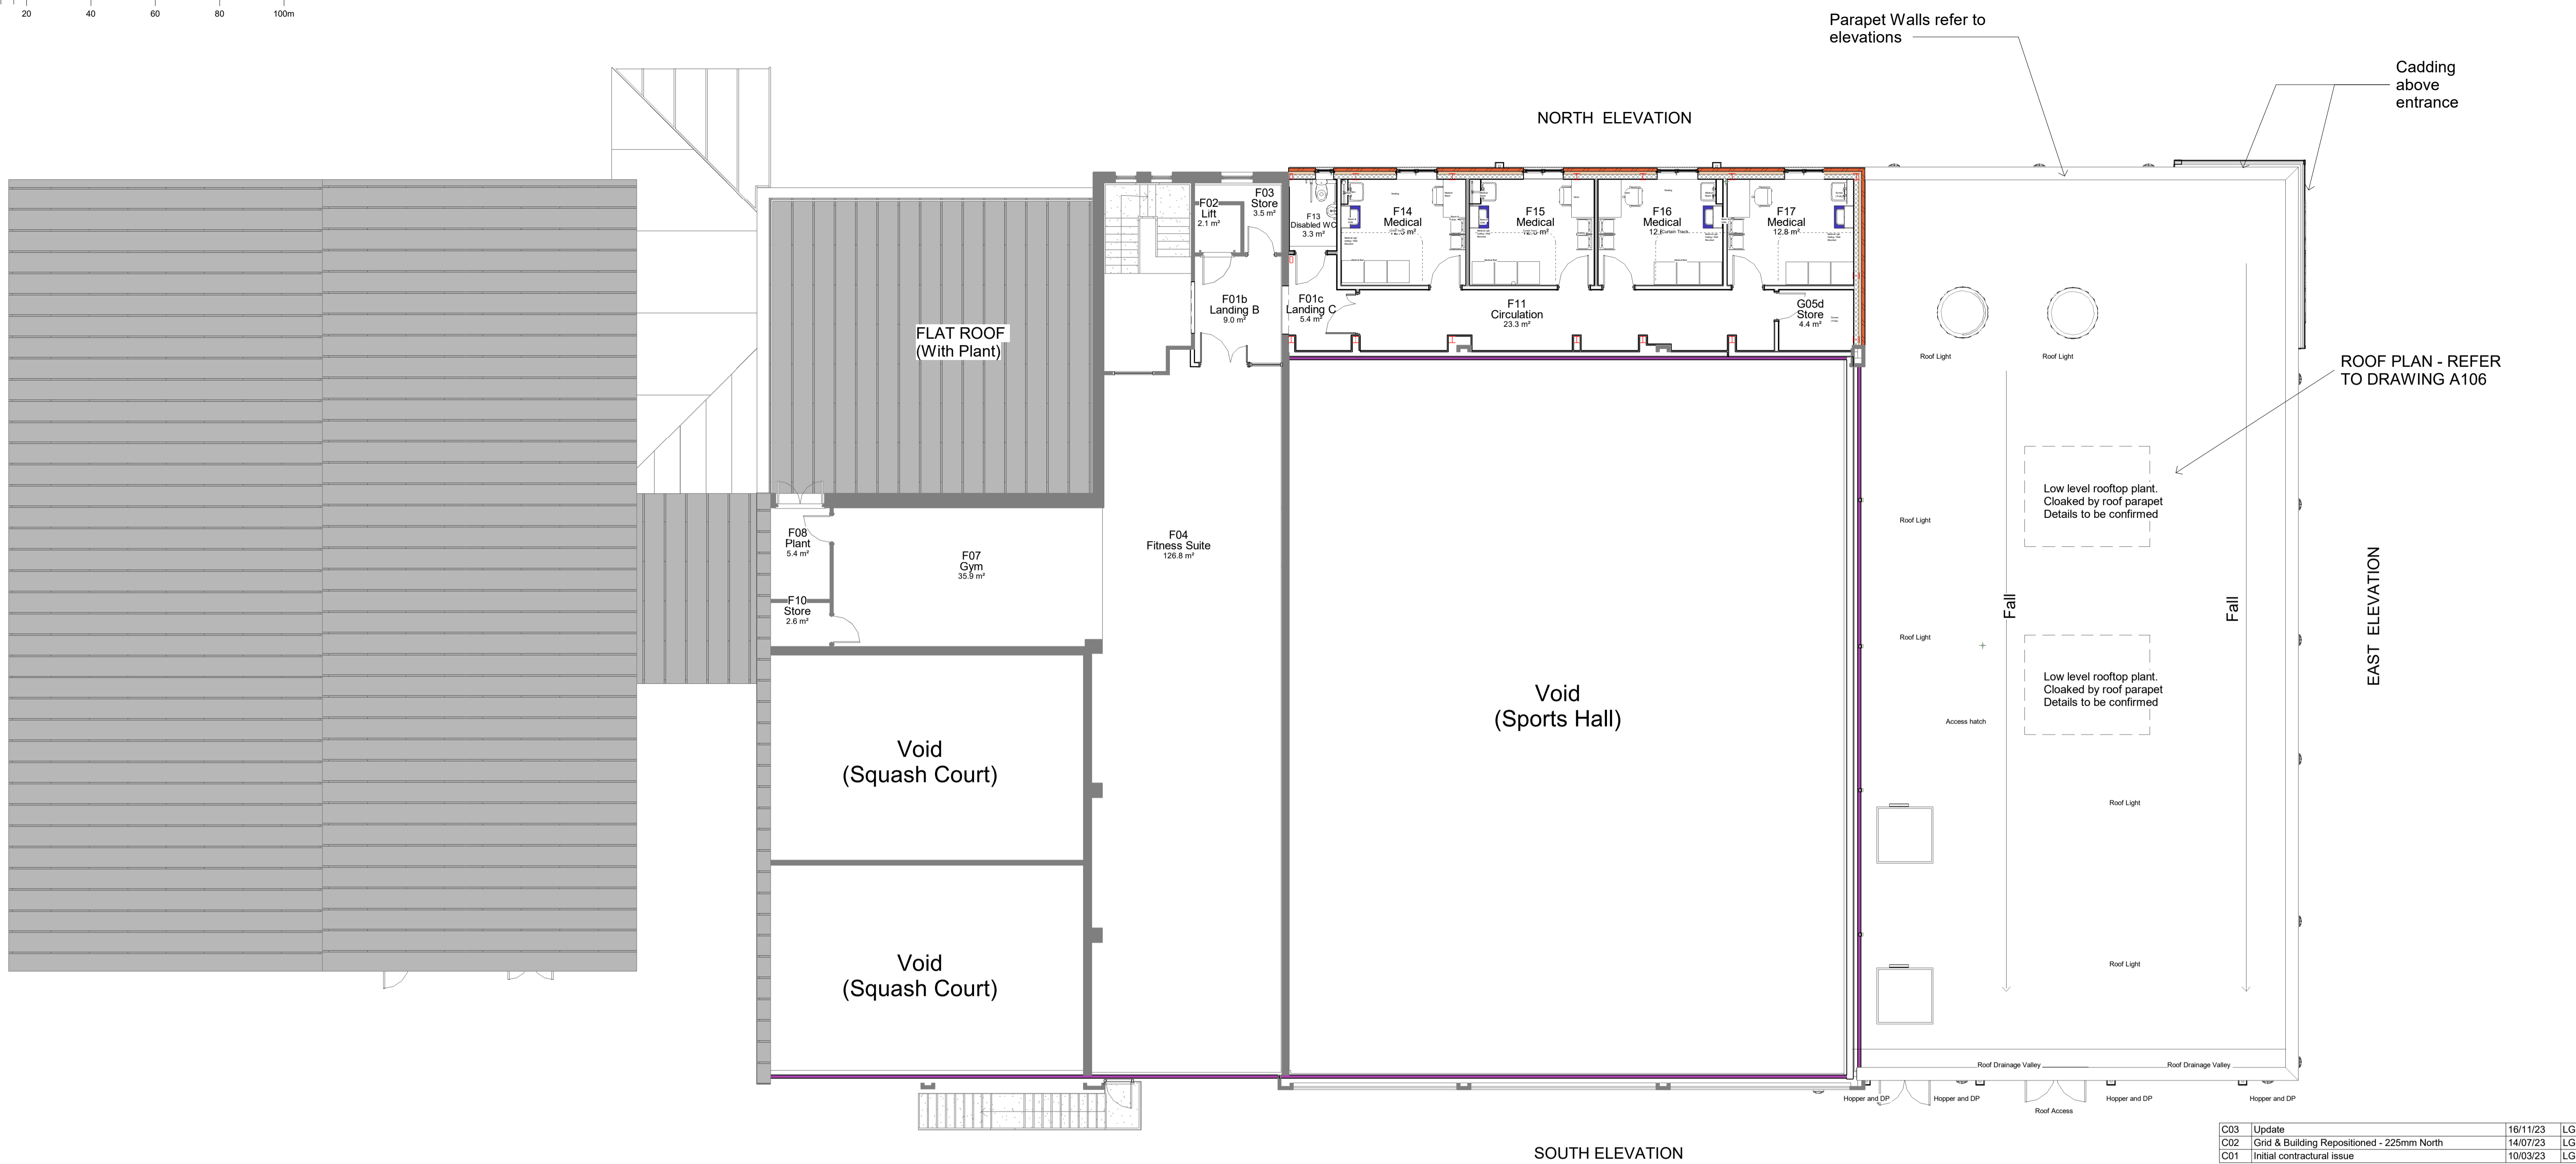 20 40 60 80 100m
Parapet Walls refer to
elevations
Cadding
above
entrance
NORTH ELEVATION
F02
Lift
2.1 m²
F03
Store
3.5 m²
F13
Disabled WC
3.3 m²
F14
Medical
F15
Medical
F16
Medical
Curtain Track
F17
Medical
12.8 m²
F01b
Landing B
9.0 m²
F01c
Landing C
5.4 m²
F11
Circulation
23.3 m²
G05d
Store
4.4 m²
FLAT ROOF
(With Plant)
Roof Light
Roof Light
ROOF PLAN - REFER
TO DRAWING A106
Low level rooftop plant.
Cloaked by roof parapet
Details to be confirmed
Roof Light
F08
Plant
5.4 m²
F07
Gym
35.9 m²
F04
Fitness Suite
126.8 m²
F10
Store
2.6 m²
Fall
Fall
EAST ELEVATION
Roof Light
Low level rooftop plant.
Cloaked by roof parapet
Details to be confirmed
Access hatch
Void
(Sports Hall)
Void
(Squash Court)
Roof Light
Void
(Squash Court)
Roof Light
Roof Drainage Valley
Roof Drainage Valley
Hopper and DP
Hopper and DP
Hopper and DP
Hopper and DP
Roof Access
SOUTH ELEVATION
C03 Update 16/11/23 LG
C02 Grid & Building Repositioned - 225mm North 14/07/23 LG
C01 Initial contractural issue 10/03/23 LG